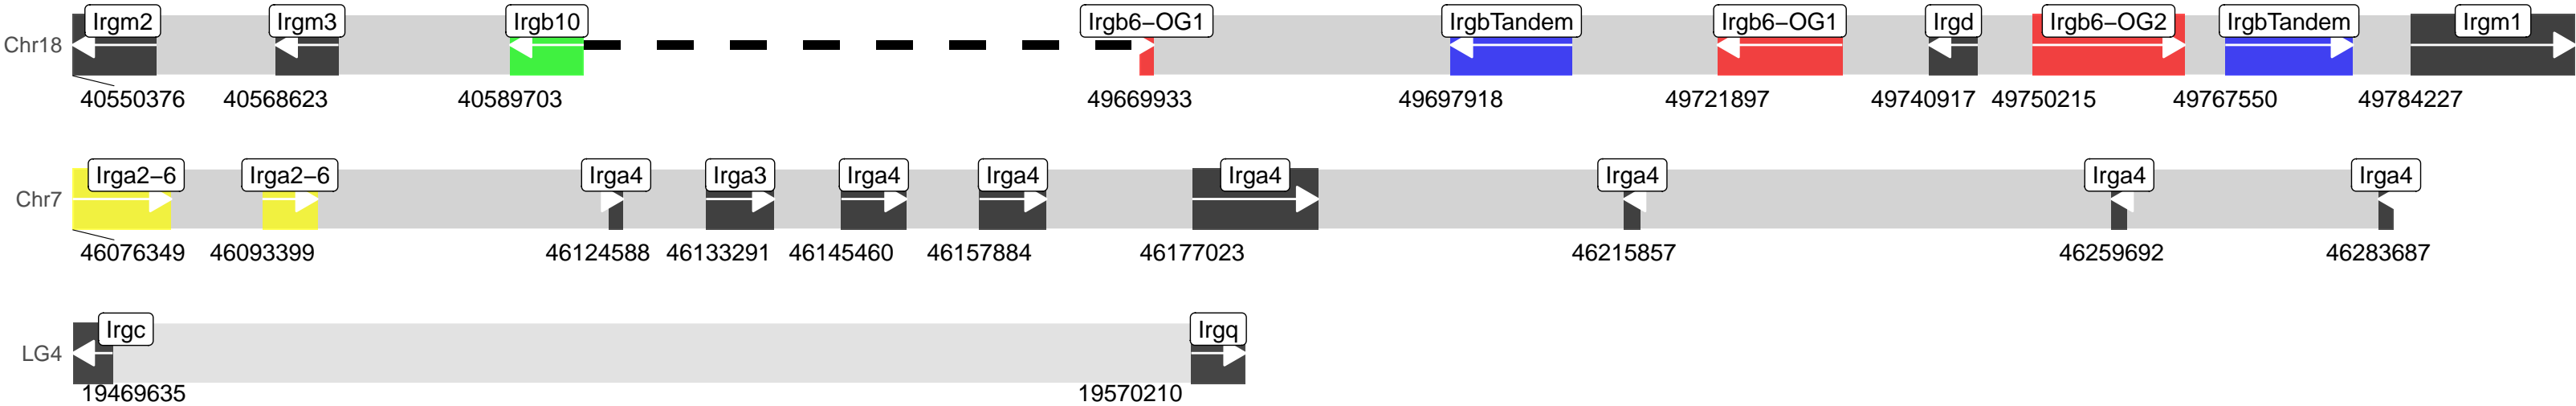 Irgm2 Irgm3 Irgb10 Irgb6−OG1 IrgbTandem Irgb6−OG1 Irgd Irgb6−OG2 IrgbTandem Irgm1
Chr18
40550376 40568623 40589703 49669933 49697918 49721897 49740917 49750215 49767550 49784227
Irga2−6 Irga2−6 Irga4 Irga3 Irga4 Irga4 Irga4 Irga4 Irga4 Irga4
Chr7
46076349 46093399 46124588 46133291 46145460 46157884 46177023 46215857 46259692 46283687
Irgc Irgq
LG4
19469635 19570210